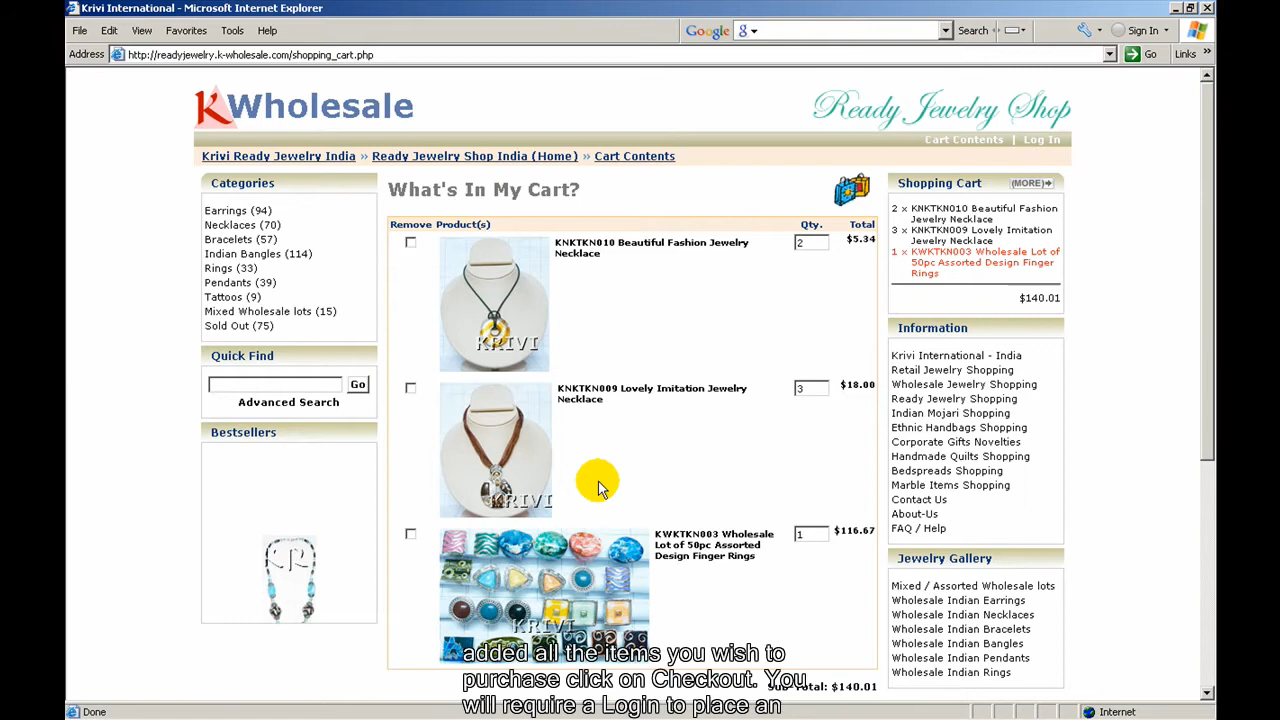 Krivi International - Microsoft Internet Explorer
File Edit View Favorites Tools Help
Google g Search Sign In
Address http://readyjewelry.k-wholesale.com/shopping_cart.php Go Links »
KWholesale
Ready Jewelry Shop
Cart Contents | Log In
Krivi Ready Jewelry India » Ready Jewelry Shop India (Home) » Cart Contents
Categories
Earrings (94)
Necklaces (70)
Bracelets (57)
Indian Bangles (114)
Rings (33)
Pendants (39)
Tattoos (9)
Mixed Wholesale lots (15)
Sold Out (75)
Quick Find
Go
Advanced Search
Bestsellers
KR
What's In My Cart?
Remove Product(s) Qty. Total
KNKTKN010 Beautiful Fashion Jewelry
Necklace
2 $5.34
KRIVI
KNKTKN009 Lovely Imitation Jewelry
Necklace
3 $18.00
KRIVI
KWKTKN003 Wholesale
Lot of 50pc Assorted
Design Finger Rings
1 $116.67
KRIVI
Sub-Total: $140.01
Shopping Cart (MORE)
2 x KNKTKN010 Beautiful Fashion
Jewelry Necklace
3 x KNKTKN009 Lovely Imitation
Jewelry Necklace
1 x KWKTKN003 Wholesale Lot of
50pc Assorted Design Finger
Rings
$140.01
Information
Krivi International - India
Retail Jewelry Shopping
Wholesale Jewelry Shopping
Ready Jewelry Shopping
Indian Mojari Shopping
Ethnic Handbags Shopping
Corporate Gifts Novelties
Handmade Quilts Shopping
Bedspreads Shopping
Marble Items Shopping
Contact Us
About-Us
FAQ / Help
Jewelry Gallery
Mixed / Assorted Wholesale lots
Wholesale Indian Earrings
Wholesale Indian Necklaces
Wholesale Indian Bracelets
Wholesale Indian Bangles
Wholesale Indian Pendants
Wholesale Indian Rings
added all the items you wish to
purchase click on Checkout. You
will require a Login to place an
Done Internet